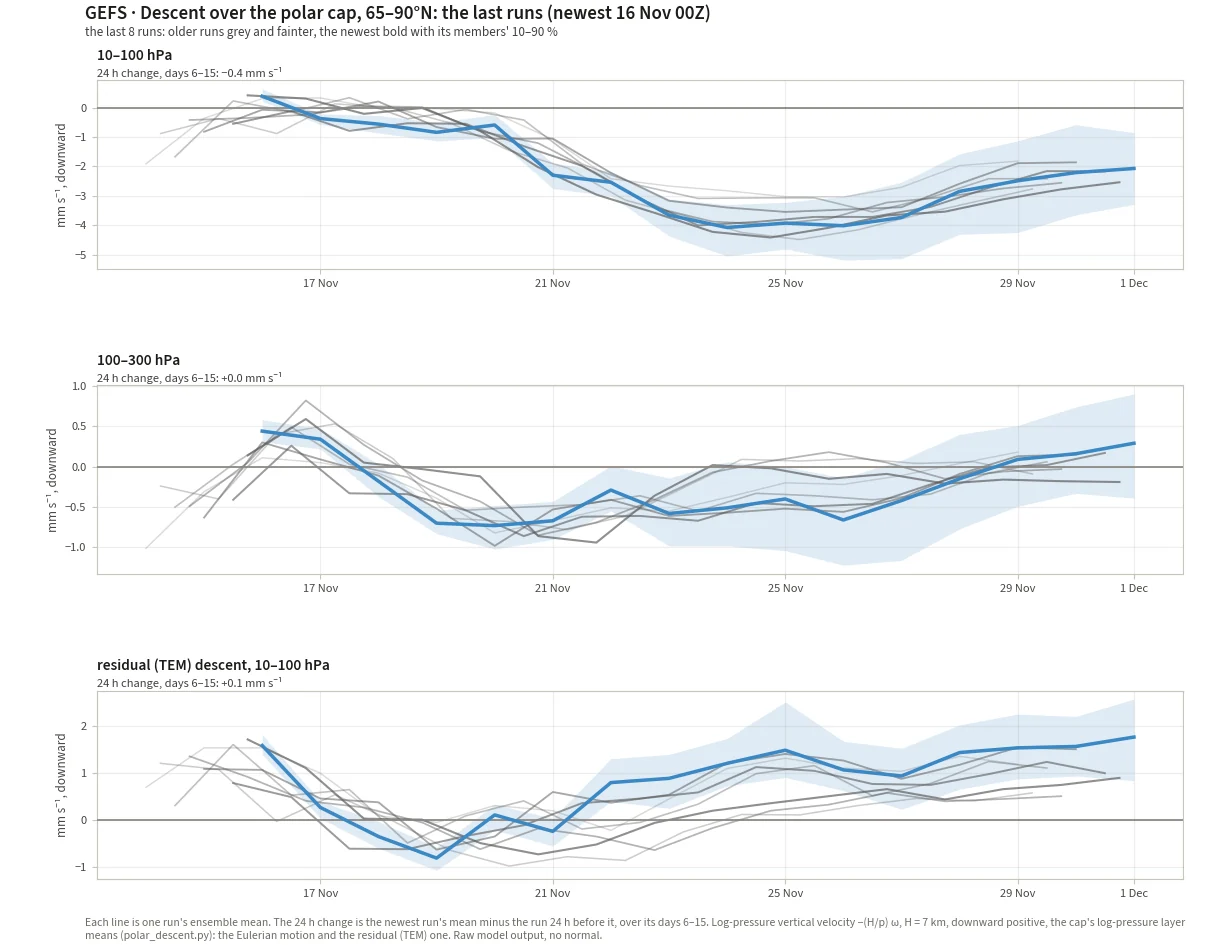 GEFS · Descent over the polar cap, 65–90°N: the last runs (newest 16 Nov 00Z)
the last 8 runs: older runs grey and fainter, the newest bold with its members' 10–90 %
10–100 hPa
24 h change, days 6–15: −0.4 mm s⁻¹
mm s⁻¹, downward
0
−1
−2
−3
−4
−5
17 Nov
21 Nov
25 Nov
29 Nov
1 Dec
100–300 hPa
24 h change, days 6–15: +0.0 mm s⁻¹
mm s⁻¹, downward
1.0
0.5
0.0
−0.5
−1.0
17 Nov
21 Nov
25 Nov
29 Nov
1 Dec
residual (TEM) descent, 10–100 hPa
24 h change, days 6–15: +0.1 mm s⁻¹
mm s⁻¹, downward
2
1
0
−1
17 Nov
21 Nov
25 Nov
29 Nov
1 Dec
Each line is one run's ensemble mean. The 24 h change is the newest run's mean minus the run 24 h before it, over its days 6–15. Log-pressure vertical velocity −(H/p) ω, H = 7 km, downward positive, the cap's log-pressure layer
means (polar_descent.py): the Eulerian motion and the residual (TEM) one. Raw model output, no normal.